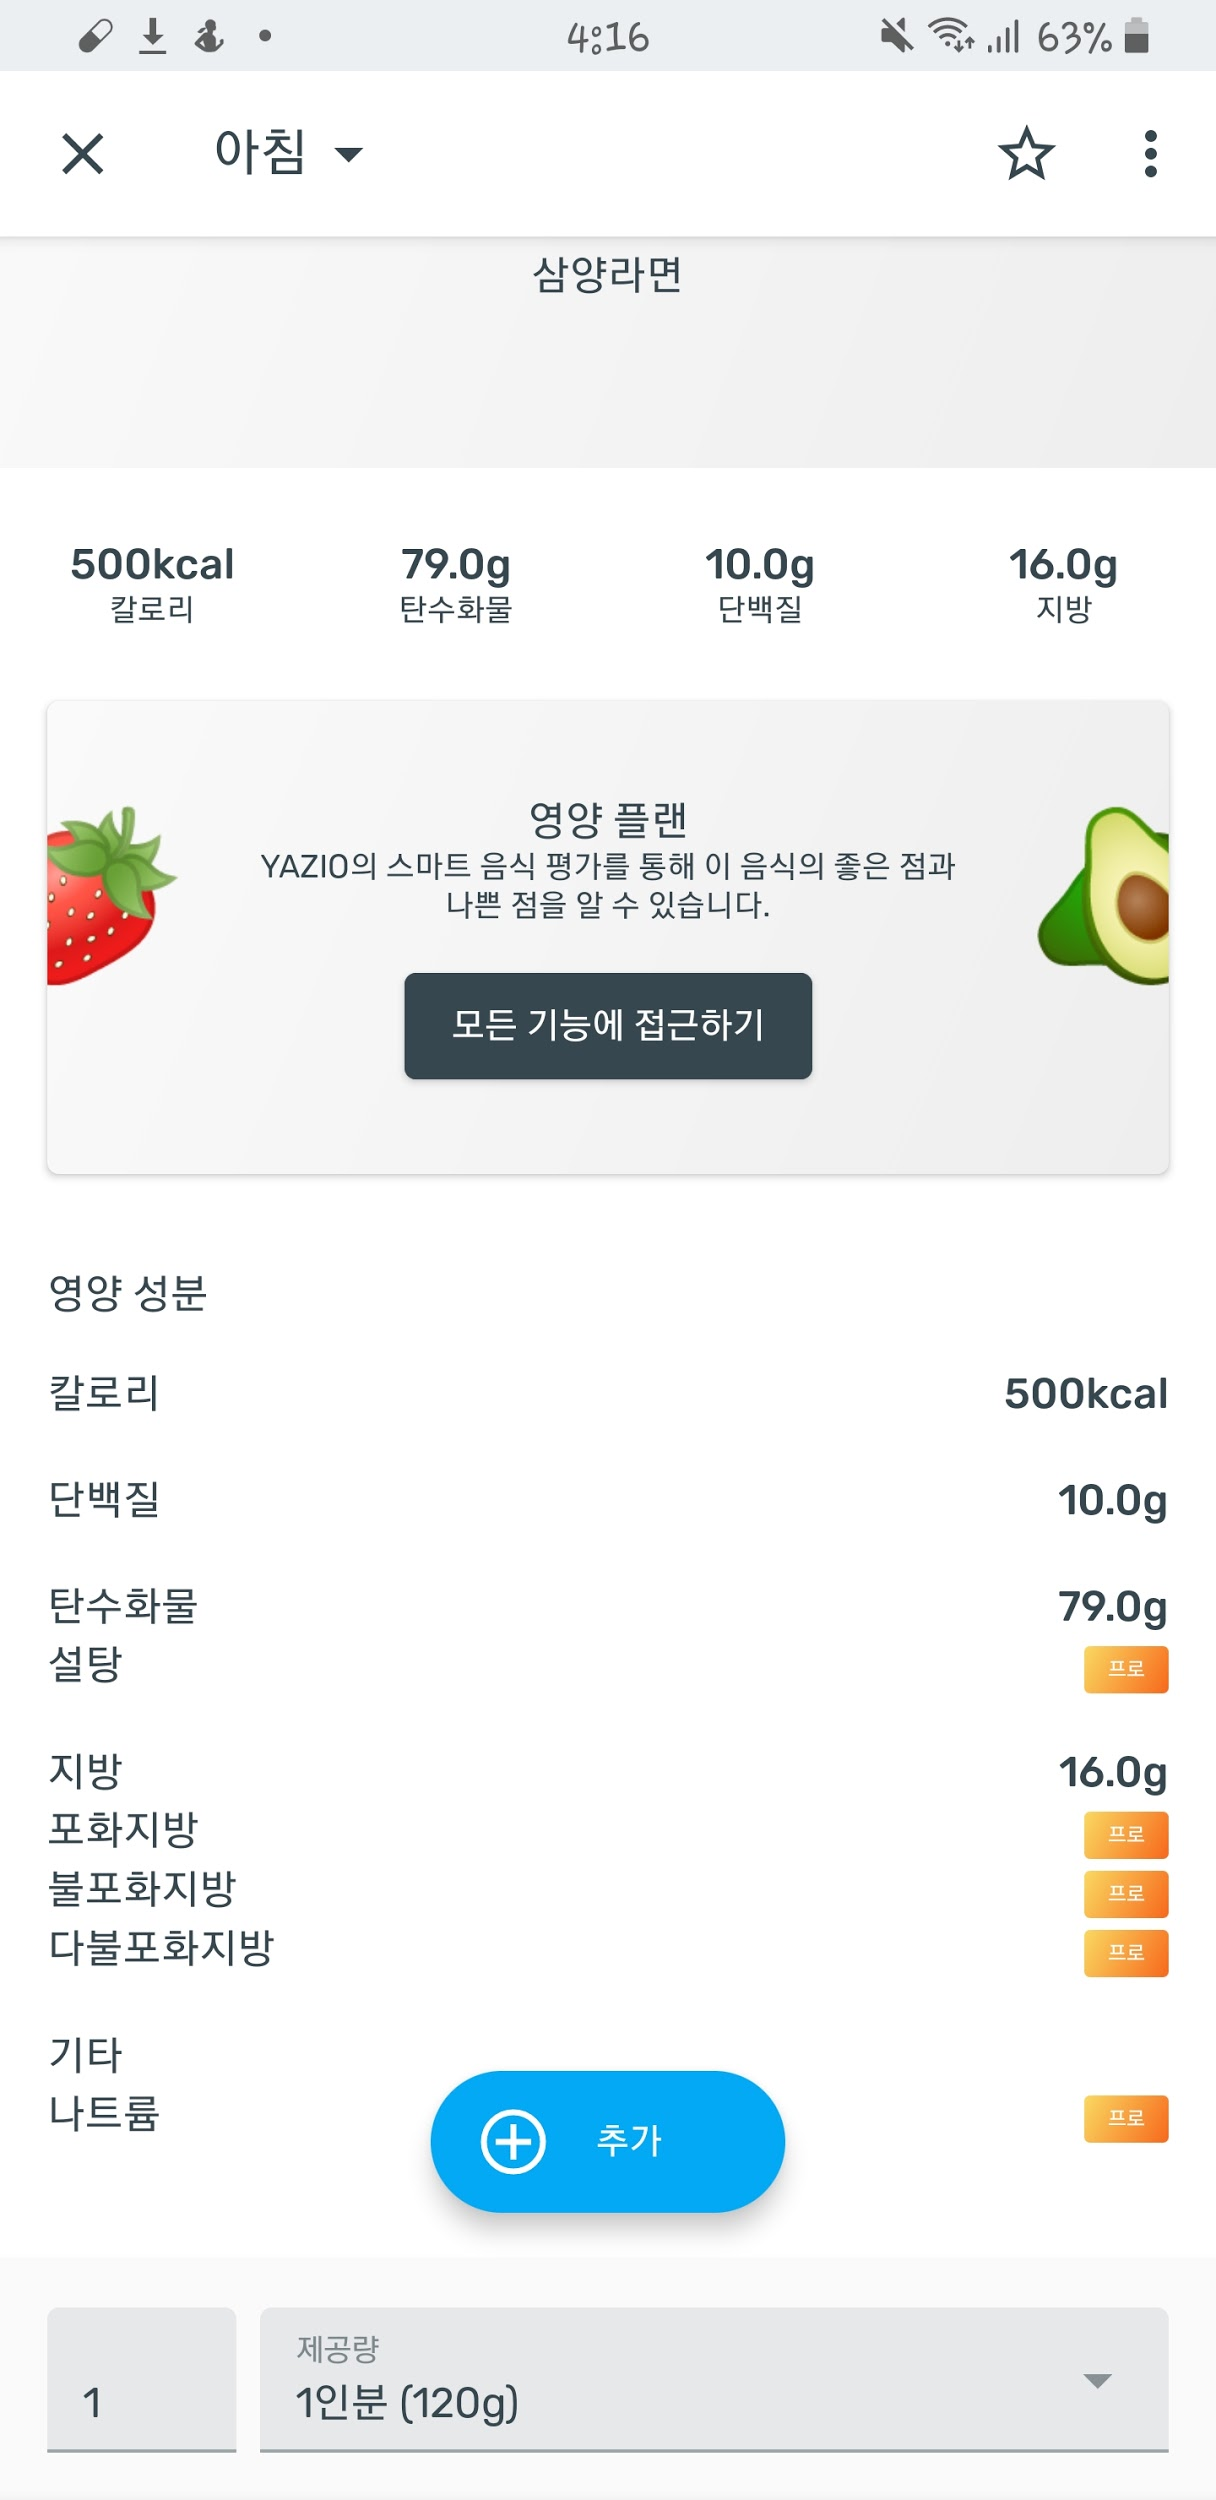 4:16
63%
아침
삼양라면
500kcal 79.0g 10.0g 16.0g
칼로리 탄수화물 단백질 지방
영양 플랜
YAZIO의 스마트 음식 평가를 통해 이 음식의 좋은 점과
나쁜 점을 알 수 있습니다.
모든 기능에 접근하기
영양 성분
칼로리 500kcal
단백질 10.0g
탄수화물 79.0g
설탕 프로
지방 16.0g
포화지방 프로
불포화지방 프로
다불포화지방 프로
기타
나트륨 프로
추가
제공량
1 1인분 (120g)